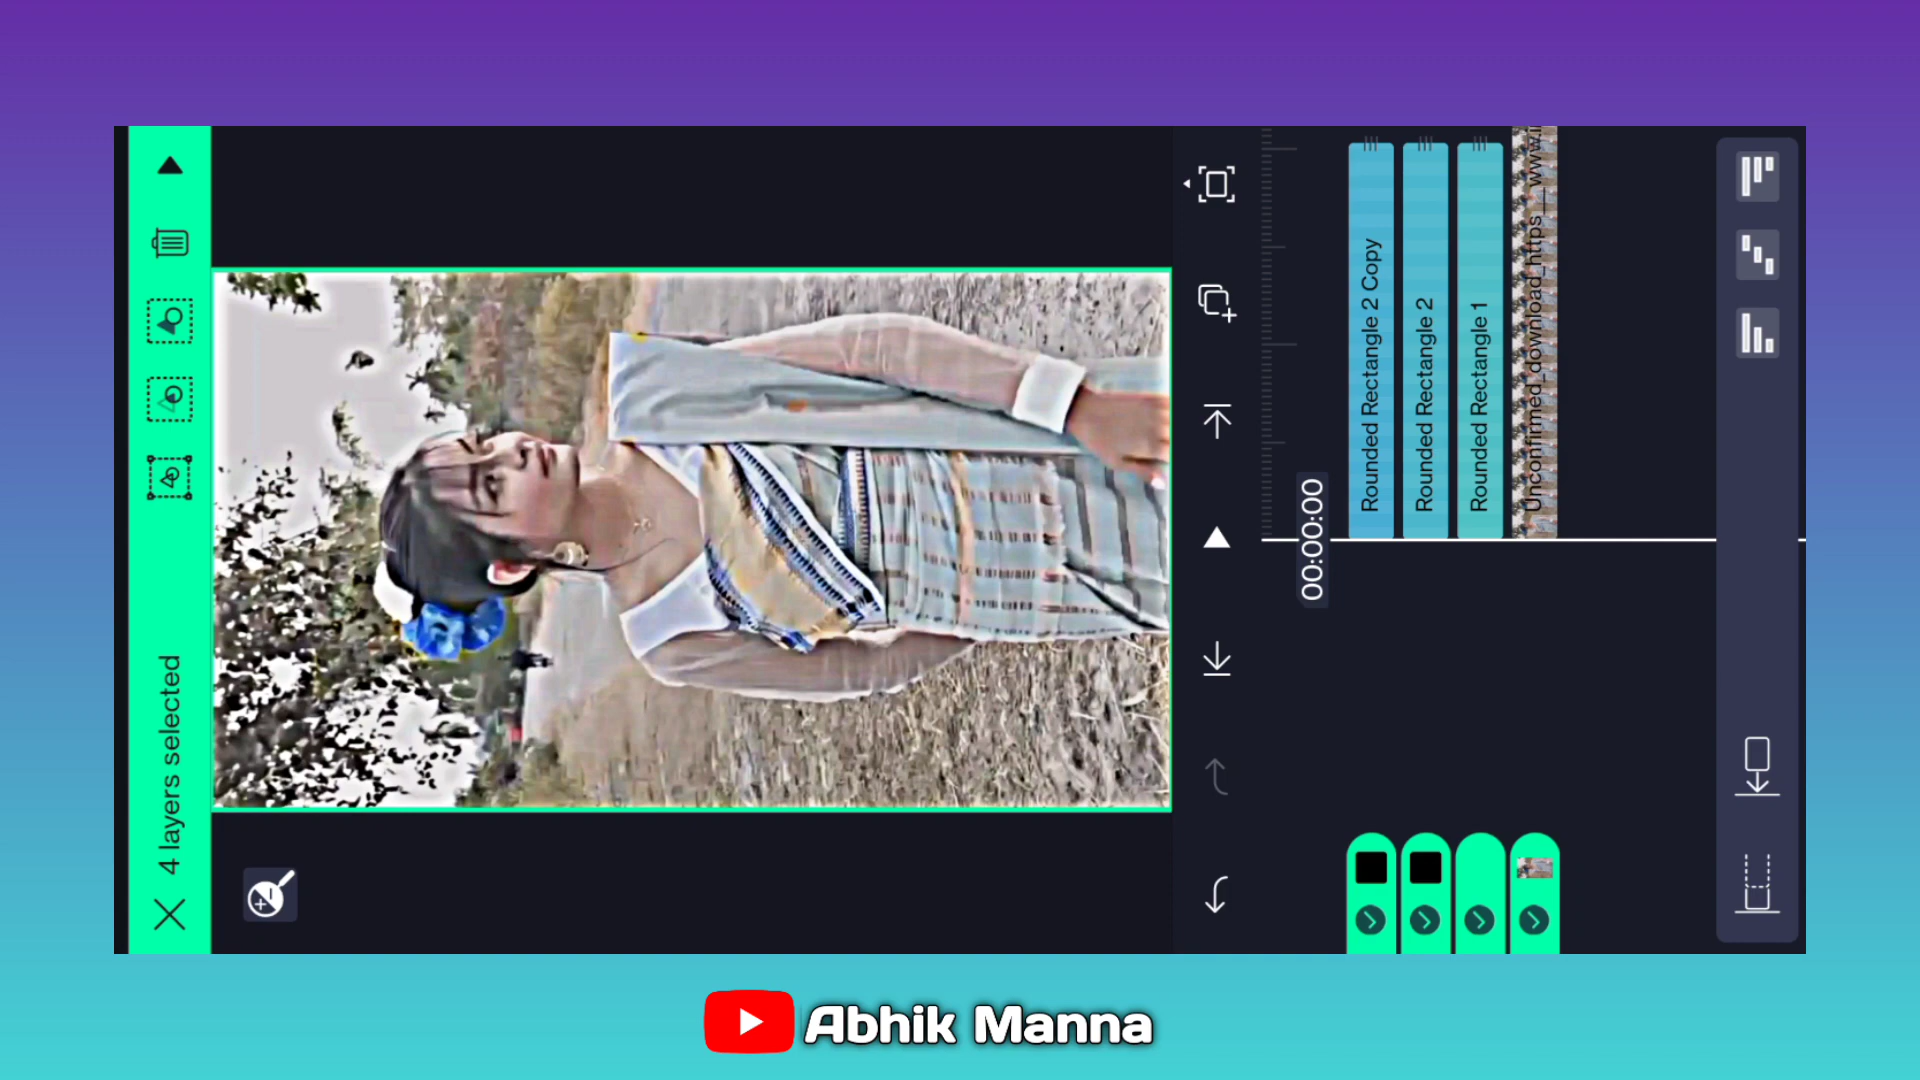 4 layers selected
00:00:00
Rounded Rectangle 2 Copy
Rounded Rectangle 2
Rounded Rectangle 1
Unconfirmed_download_https___www.i
Abhik Manna